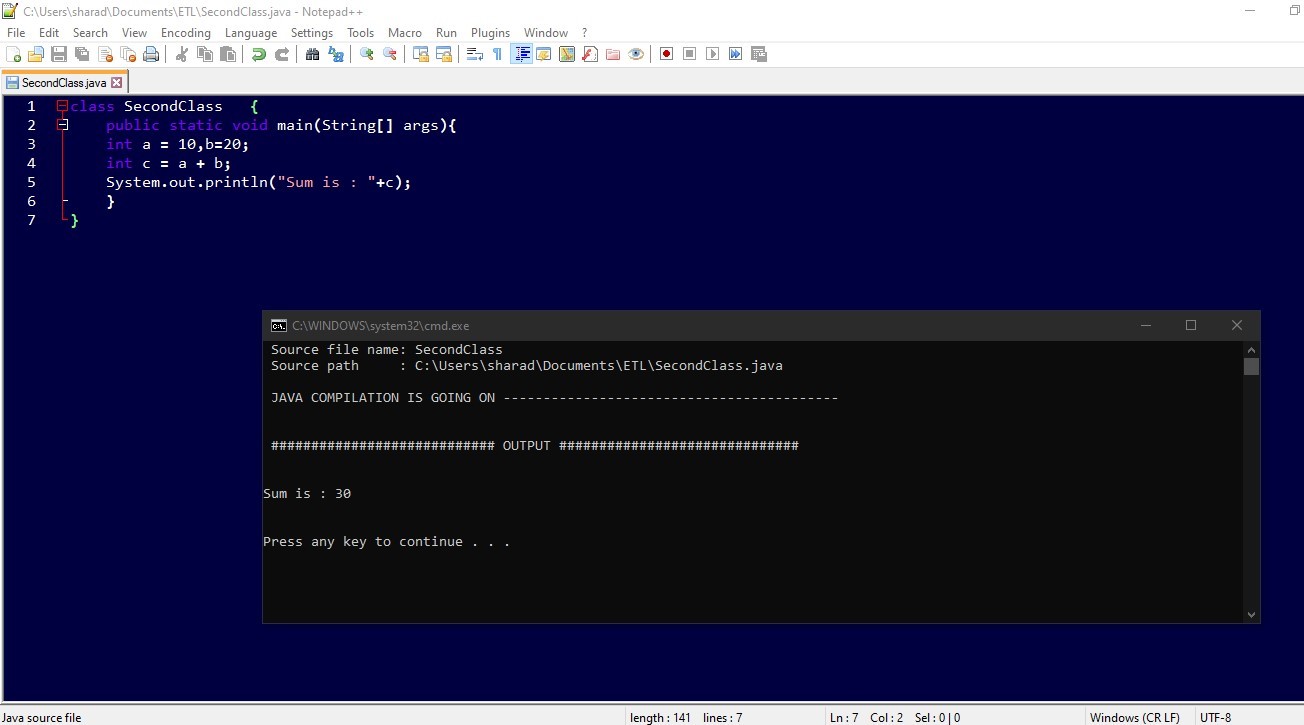 C:\Users\sharad\Documents\ETL\SecondClass.java - Notepad++
File Edit Search View Encoding Language Settings Tools Macro Run Plugins Window ?
SecondClass.java
1 class SecondClass   {
2     public static void main(String[] args){
3     int a = 10,b=20;
4     int c = a + b;
5     System.out.println("Sum is : "+c);
6     }
7 }
C:\WINDOWS\system32\cmd.exe
Source file name: SecondClass
Source path     : C:\Users\sharad\Documents\ETL\SecondClass.java
JAVA COMPILATION IS GOING ON ------------------------------------------
############################ OUTPUT ##############################
Sum is : 30
Press any key to continue . . .
Java source file length : 141 lines : 7 Ln : 7 Col : 2 Sel : 0 | 0 Windows (CR LF) UTF-8